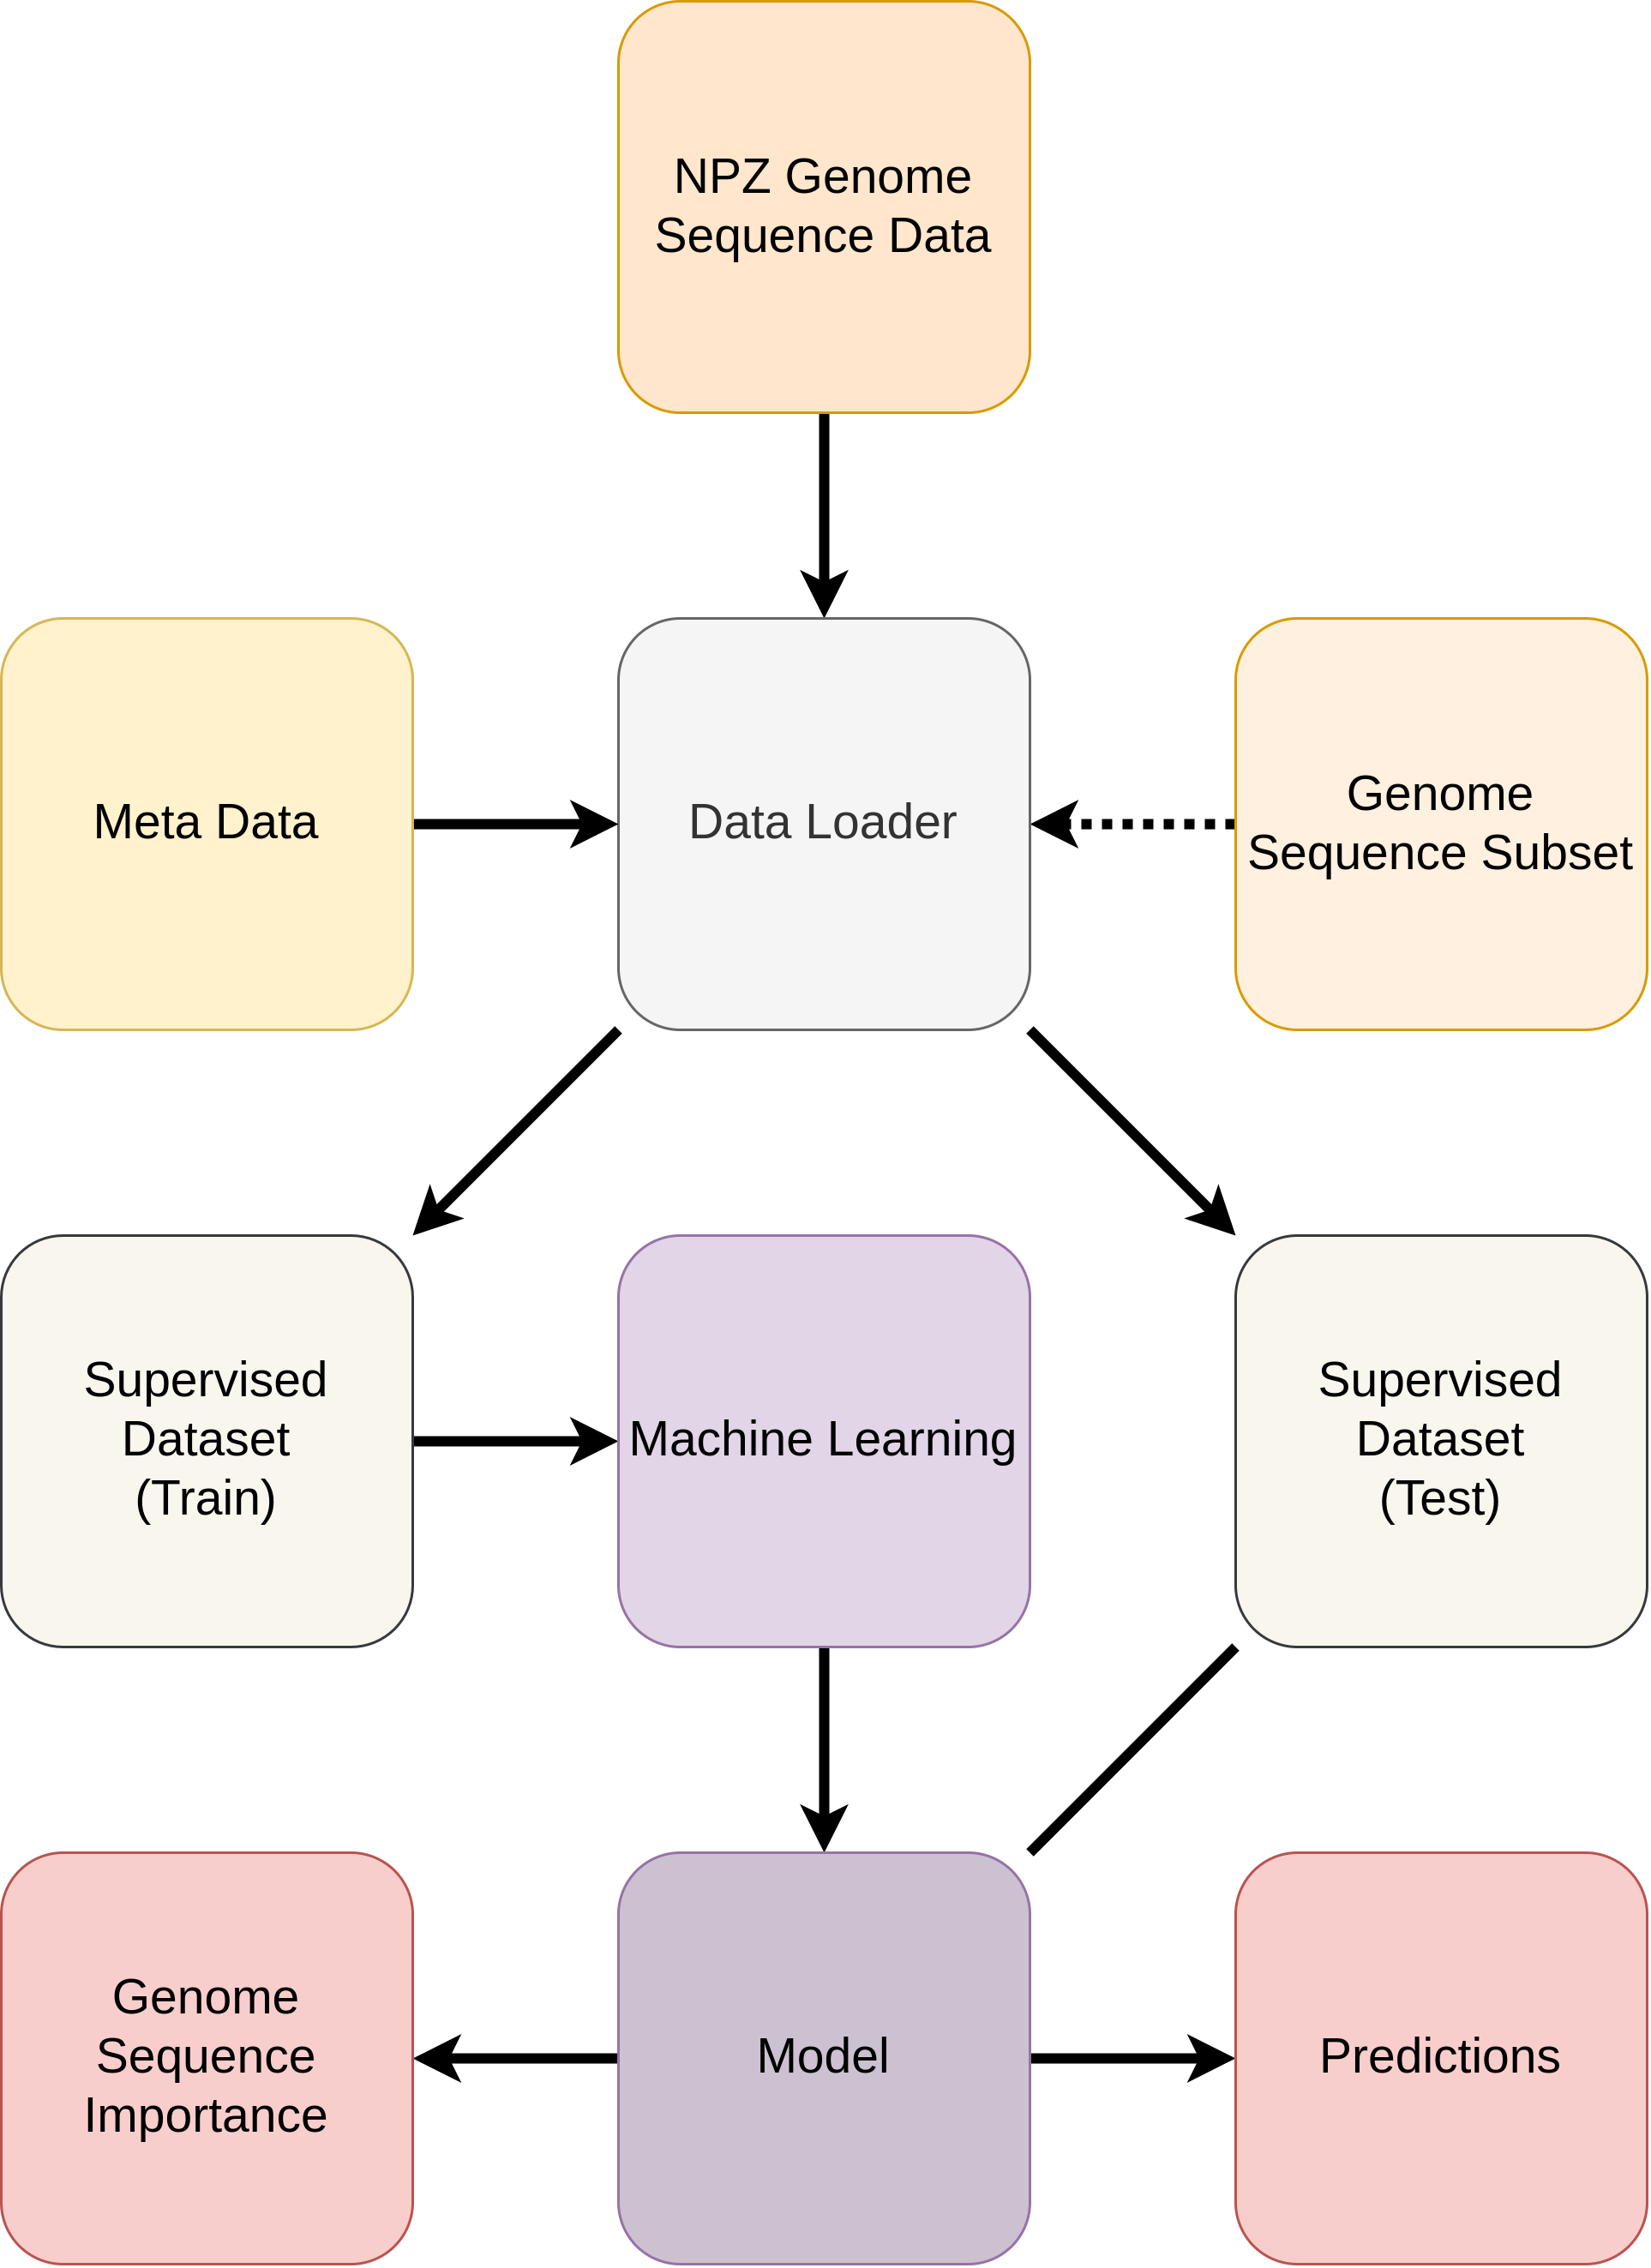 NPZ Genome
Sequence Data
Meta Data
Data Loader
Genome
Sequence Subset
Supervised
Dataset
(Train)
Machine Learning
Supervised
Dataset
(Test)
Genome
Sequence
Importance
Model
Predictions